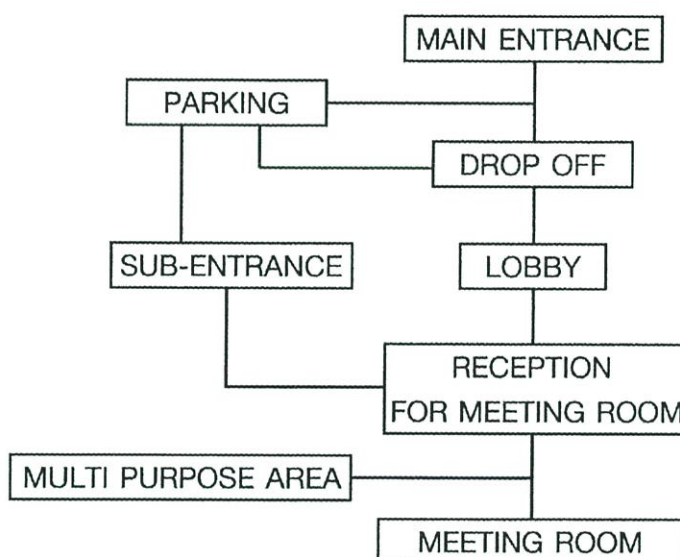 MAIN ENTRANCE
PARKING
DROP OFF
SUB-ENTRANCE
LOBBY
RECEPTION
FOR MEETING ROOM
MULTI PURPOSE AREA
MEETING ROOM